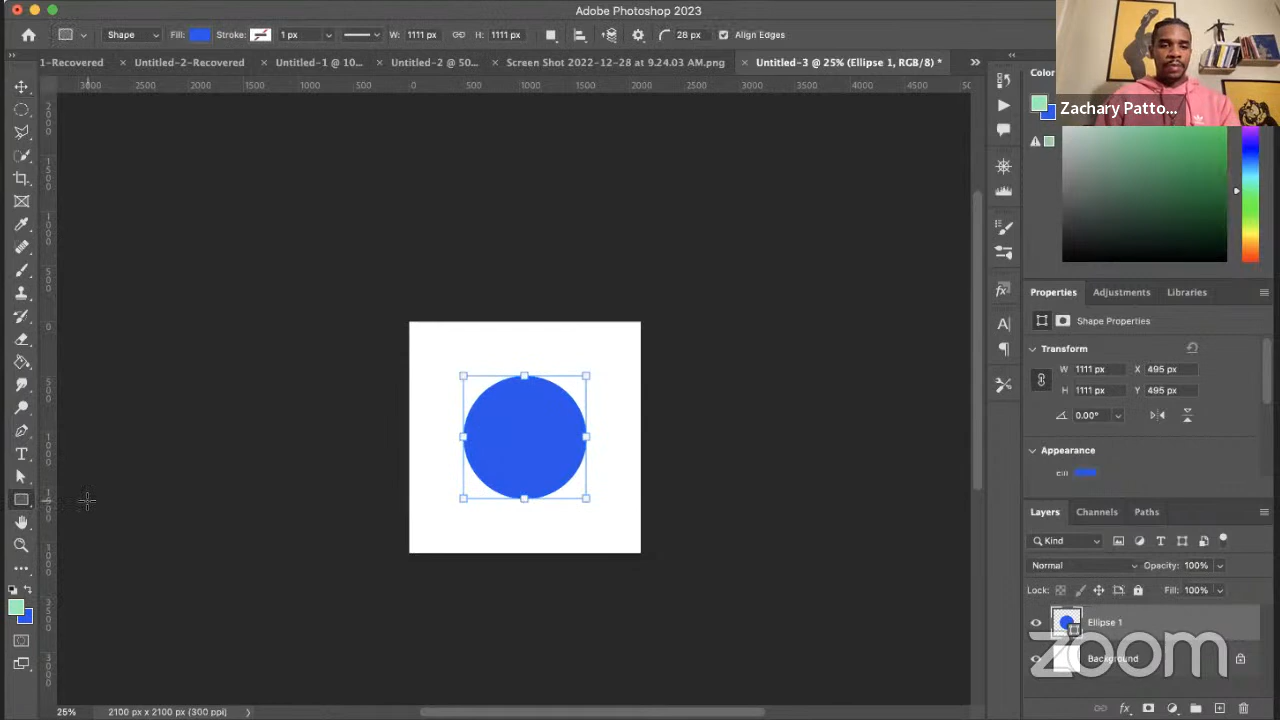 Adobe Photoshop 2023
Shape Fill: Stroke: 1 px W: 1111 px H: 1111 px 28 px Align Edges
1-Recovered Untitled-2-Recovered Untitled-1 @ 10... Untitled-2 @ 50... Screen Shot 2022-12-28 at 9.24.03 AM.png Untitled-3 @ 25% (Ellipse 1, RGB/8) *
3000 2500 2000 1500 1000 500 0 500 1000 1500 2000 2500 3000 3500 4000 4500
Color
Zachary Patto...
Properties Adjustments Libraries
Shape Properties
Transform
W 1111 px X 495 px
H 1111 px Y 495 px
0.00°
Appearance
Layers Channels Paths
Kind
Normal Opacity: 100%
Lock: Fill: 100%
Ellipse 1
Background
zoom
25% 2100 px x 2100 px (300 ppi)